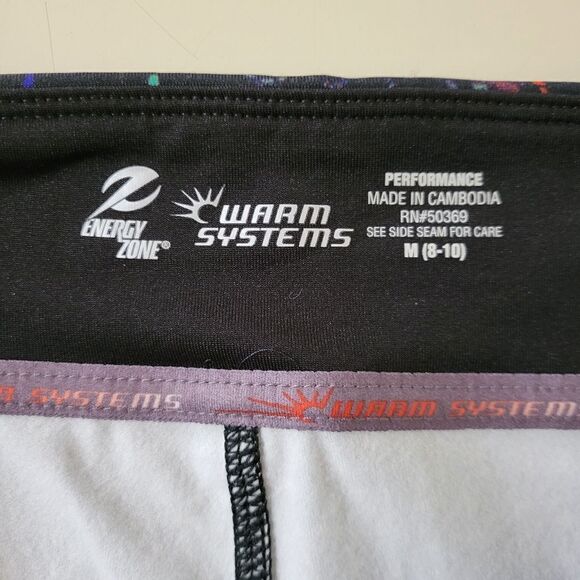 ENERGY
ZONE®
WARM
SYSTEMS
PERFORMANCE
MADE IN CAMBODIA
RN#50369
SEE SIDE SEAM FOR CARE
M (8-10)
SYSTEMS WARM SYSTEMS